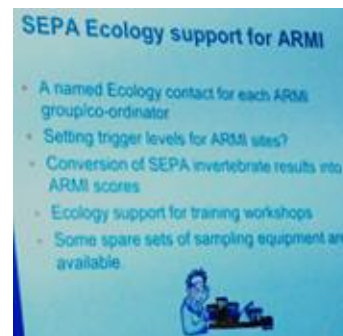 SEPA Ecology support for ARMI
• A named Ecology contact for each ARMI
group/co-ordinator
• Setting trigger levels for ARMI sites?
• Conversion of SEPA invertebrate results into
ARMI scores
• Ecology support for training workshops
• Some spare sets of sampling equipment are
available.